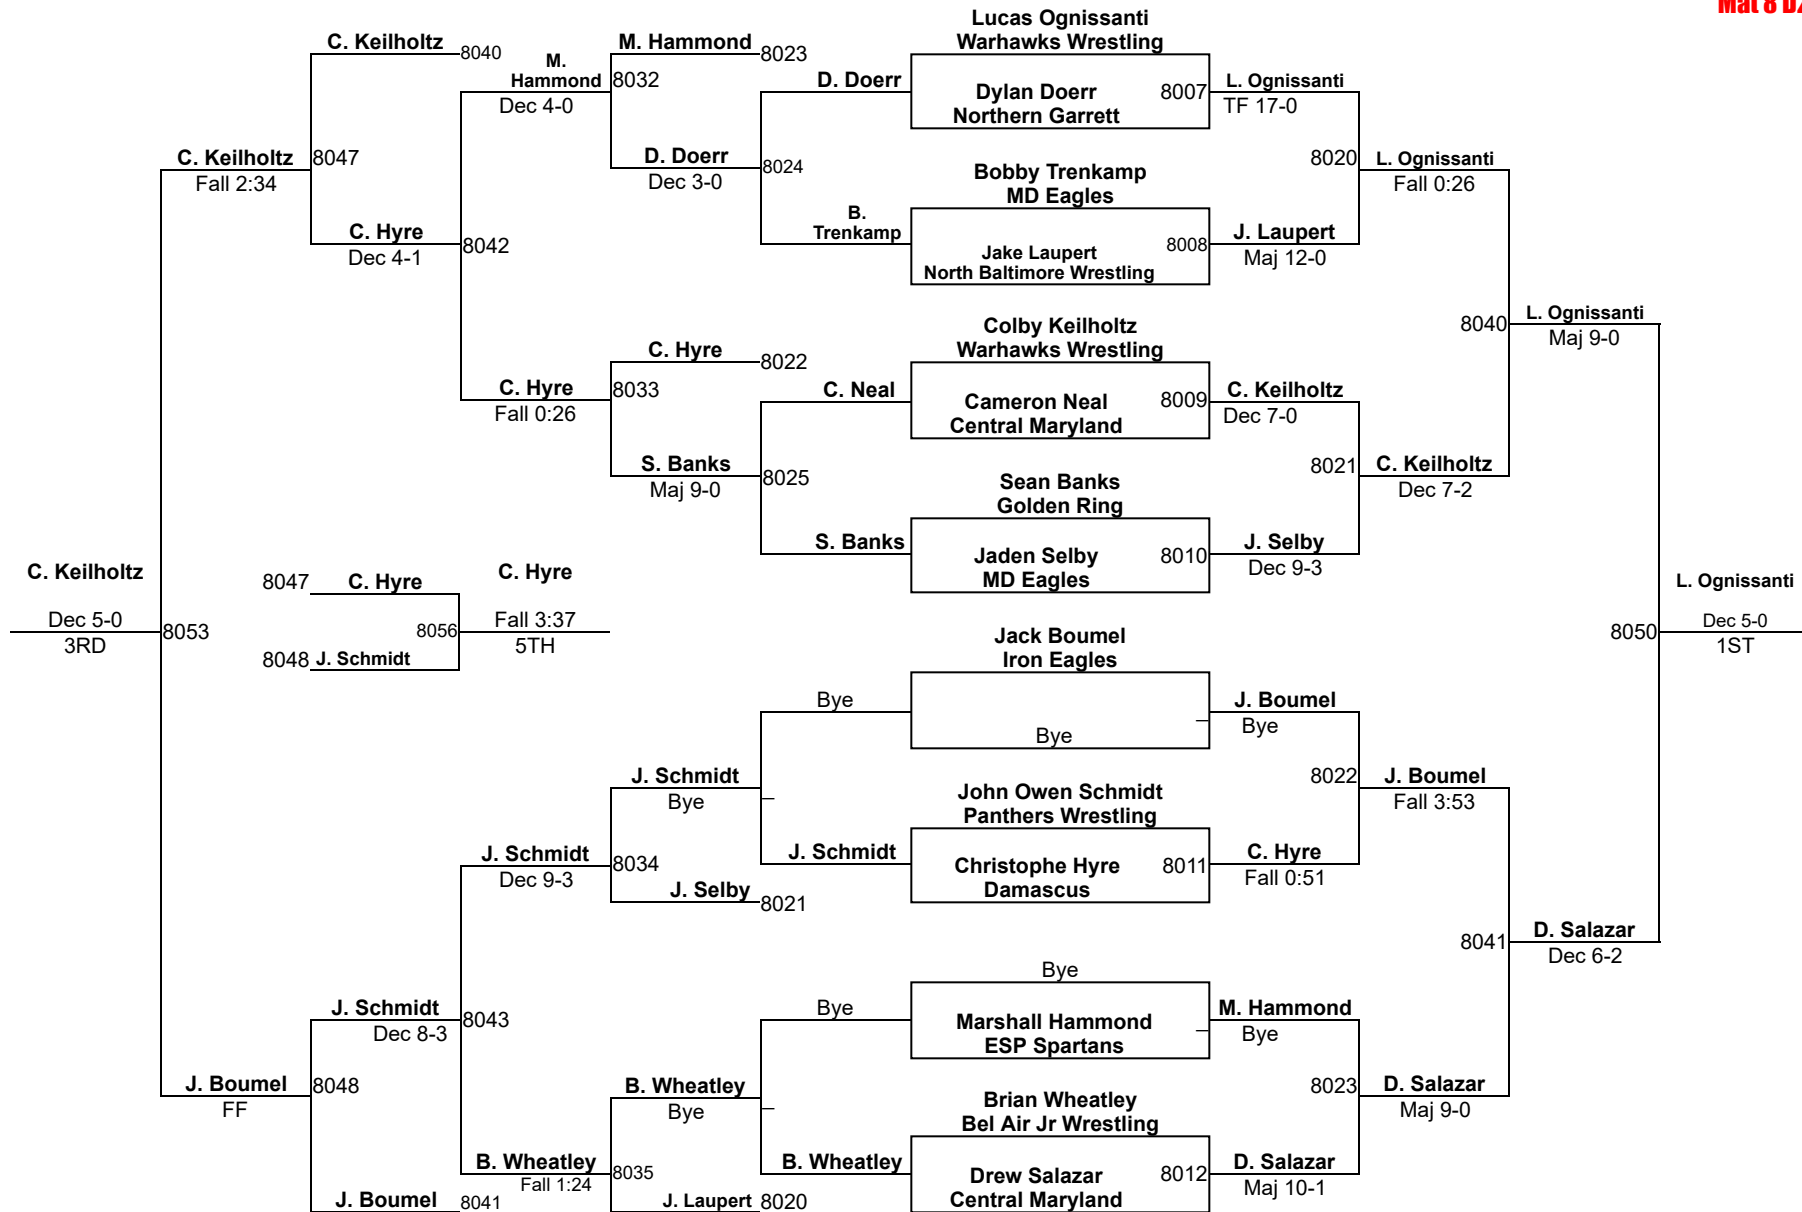 Mat 8 D2
Lucas Ognissanti
Warhawks Wrestling
C. Keilholtz
8040
M.
Hammond
Dec 4-0
M. Hammond
8023
8032
D. Doerr
Dylan Doerr
Northern Garrett
8007
L. Ognissanti
TF 17-0
C. Keilholtz
Fall 2:34
8047
D. Doerr
Dec 3-0
8024
Bobby Trenkamp
MD Eagles
8020
L. Ognissanti
Fall 0:26
C. Hyre
Dec 4-1
8042
B.
Trenkamp
Jake Laupert
North Baltimore Wrestling
8008
J. Laupert
Maj 12-0
Colby Keilholtz
Warhawks Wrestling
8040
L. Ognissanti
Maj 9-0
C. Hyre
8022
C. Hyre
Fall 0:26
8033
C. Neal
Cameron Neal
Central Maryland
8009
C. Keilholtz
Dec 7-0
S. Banks
Maj 9-0
8025
Sean Banks
Golden Ring
8021
C. Keilholtz
Dec 7-2
S. Banks
Jaden Selby
MD Eagles
8010
J. Selby
Dec 9-3
C. Keilholtz
Dec 5-0
3RD
8053
8047
C. Hyre
8048
J. Schmidt
8056
C. Hyre
Fall 3:37
5TH
8050
L. Ognissanti
Dec 5-0
1ST
Jack Boumel
Iron Eagles
Bye
Bye
J. Boumel
Bye
J. Schmidt
Bye
John Owen Schmidt
Panthers Wrestling
8022
J. Boumel
Fall 3:53
J. Schmidt
Dec 9-3
8034
J. Schmidt
Christophe Hyre
Damascus
8011
C. Hyre
Fall 0:51
J. Selby
8021
8041
D. Salazar
Dec 6-2
Bye
J. Schmidt
Dec 8-3
8043
Bye
Marshall Hammond
ESP Spartans
M. Hammond
Bye
J. Boumel
FF
8048
B. Wheatley
Bye
Brian Wheatley
Bel Air Jr Wrestling
8023
D. Salazar
Maj 9-0
B. Wheatley
Fall 1:24
8035
B. Wheatley
Drew Salazar
Central Maryland
8012
D. Salazar
Maj 10-1
J. Boumel
8041
J. Laupert
8020